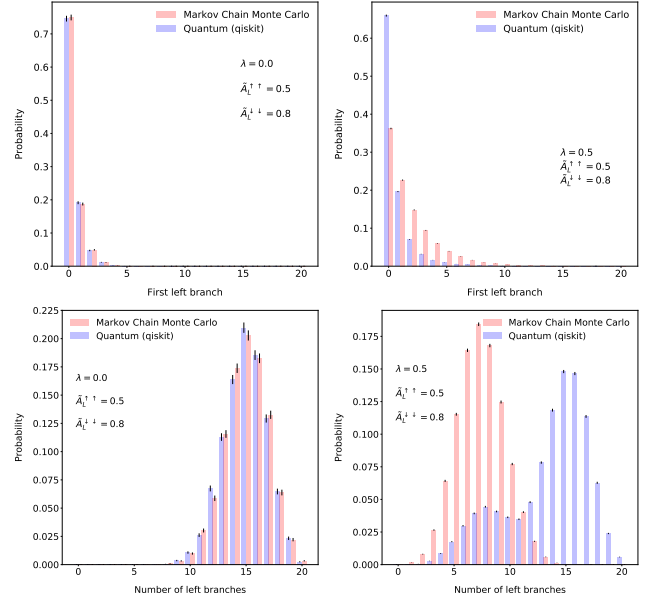 Markov Chain Monte Carlo
Quantum (qiskit)
λ = 0.0
Ã_L^↑↑ = 0.5
Ã_L^↓↓ = 0.8
Probability
0.7
0.6
0.5
0.4
0.3
0.2
0.1
0.0
0 5 10 15 20
First left branch
Markov Chain Monte Carlo
Quantum (qiskit)
λ = 0.5
Ã_L^↑↑ = 0.5
Ã_L^↓↓ = 0.8
Probability
0.6
0.5
0.4
0.3
0.2
0.1
0.0
0 5 10 15 20
First left branch
Markov Chain Monte Carlo
Quantum (qiskit)
λ = 0.0
Ã_L^↑↑ = 0.5
Ã_L^↓↓ = 0.8
Probability
0.225
0.200
0.175
0.150
0.125
0.100
0.075
0.050
0.025
0.000
0 5 10 15 20
Number of left branches
Markov Chain Monte Carlo
Quantum (qiskit)
λ = 0.5
Ã_L^↑↑ = 0.5
Ã_L^↓↓ = 0.8
Probability
0.175
0.150
0.125
0.100
0.075
0.050
0.025
0.000
0 5 10 15 20
Number of left branches